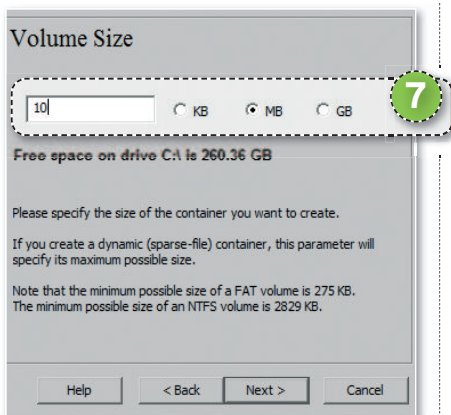 Volume Size
10 KB MB GB
7
Free space on drive C:\ is 260.36 GB
Please specify the size of the container you want to create.
If you create a dynamic (sparse-file) container, this parameter will
specify its maximum possible size.
Note that the minimum possible size of a FAT volume is 275 KB.
The minimum possible size of an NTFS volume is 2829 KB.
Help < Back Next > Cancel